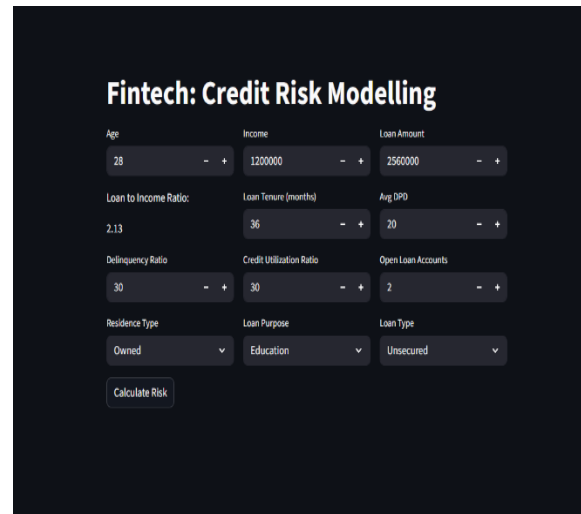 Fintech: Credit Risk Modelling
Age Income Loan Amount
28 - + 1200000 - + 2560000 - +
Loan to Income Ratio: Loan Tenure (months) Avg DPD
2.13 36 - + 20 - +
Delinquency Ratio Credit Utilization Ratio Open Loan Accounts
30 - + 30 - + 2 - +
Residence Type Loan Purpose Loan Type
Owned Education Unsecured
Calculate Risk